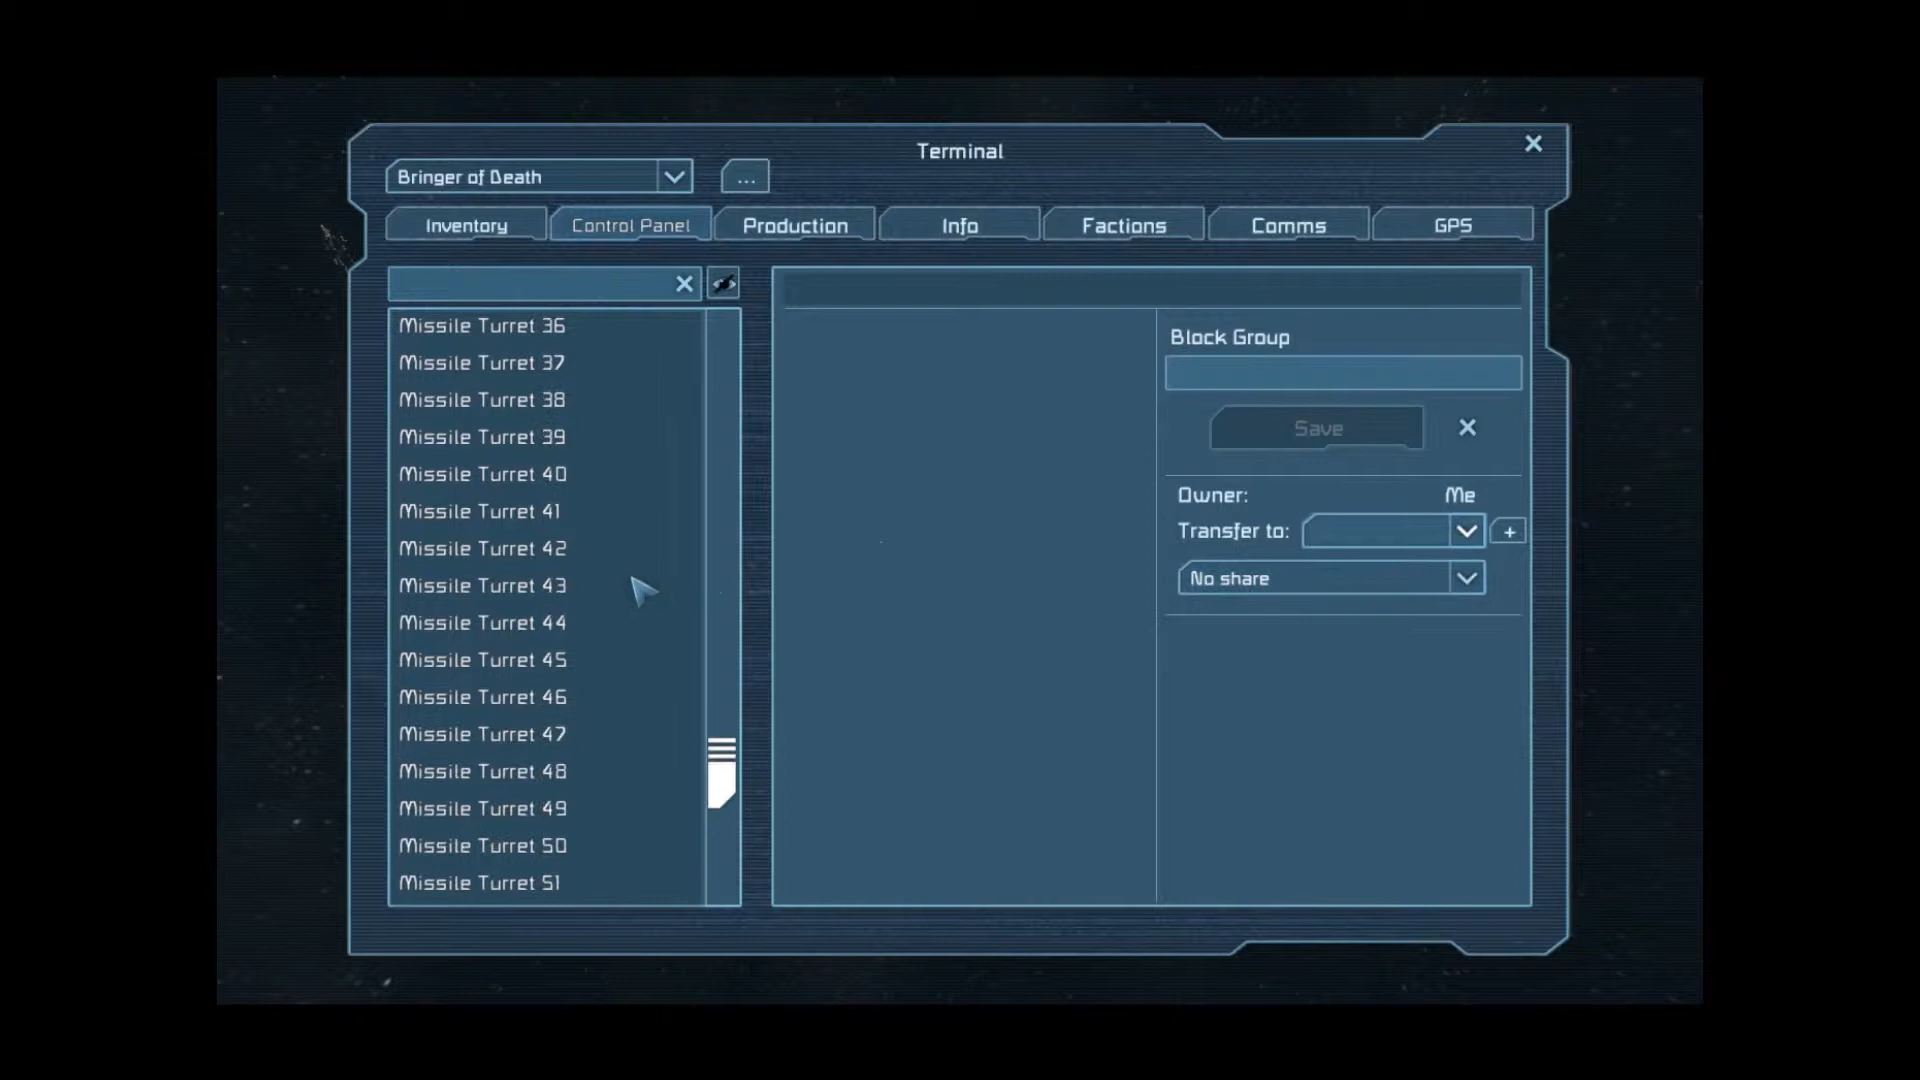 Terminal
Bringer of Death
...
Inventory
Control Panel
Production
Info
Factions
Comms
GPS
Missile Turret 36
Missile Turret 37
Missile Turret 38
Missile Turret 39
Missile Turret 40
Missile Turret 41
Missile Turret 42
Missile Turret 43
Missile Turret 44
Missile Turret 45
Missile Turret 46
Missile Turret 47
Missile Turret 48
Missile Turret 49
Missile Turret 50
Missile Turret 51
Block Group
Save
Owner: Me
Transfer to:
No share